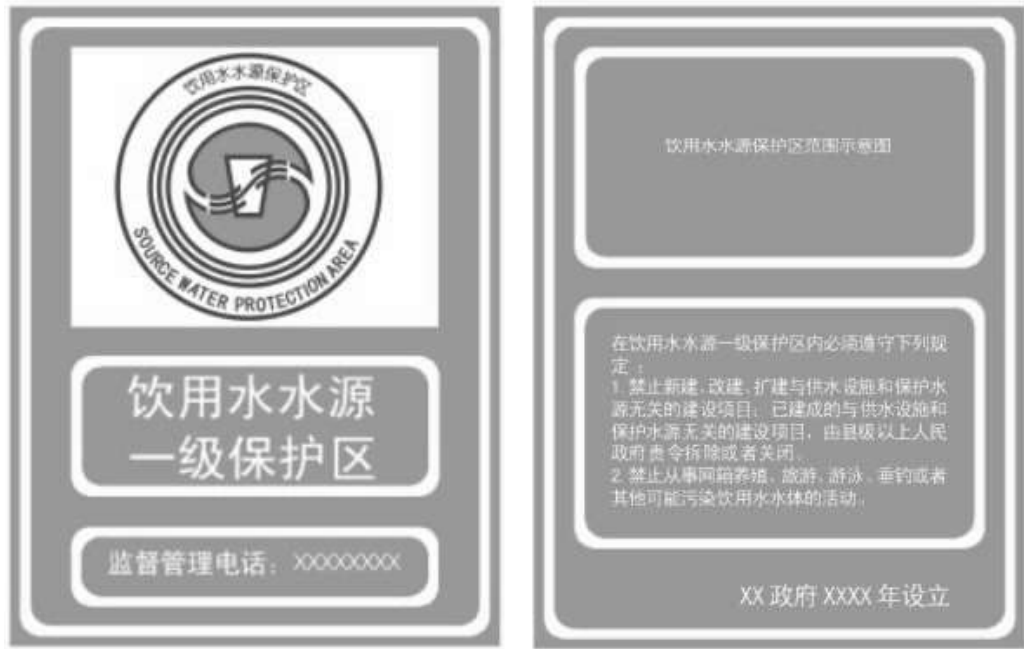 饮用水水源保护区
SOURCE WATER PROTECTION AREA
饮用水水源
一级保护区
监督管理电话：XXXXXXXX
饮用水水源保护区范围示意图
在饮用水水源一级保护区内必须遵守下列规
定：
1. 禁止新建、改建、扩建与供水设施和保护水
源无关的建设项目；已建成的与供水设施和
保护水源无关的建设项目，由县级以上人民
政府责令拆除或者关闭。
2. 禁止从事网箱养殖、旅游、游泳、垂钓或者
其他可能污染饮用水水体的活动。
XX 政府 XXXX 年设立